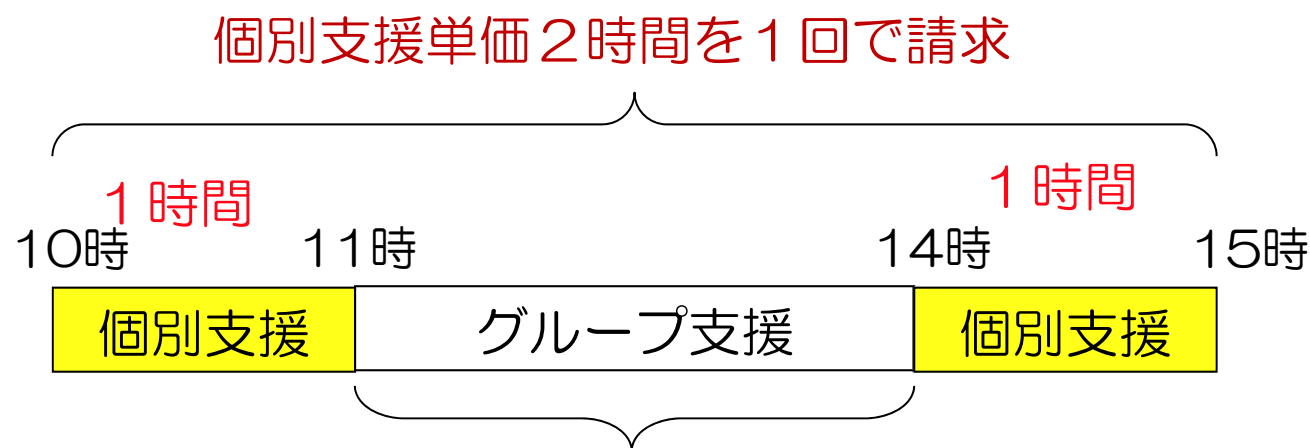 個別支援単価２時間を１回で請求
１時間
１時間
10時
11時
14時
15時
個別支援
グループ支援
個別支援